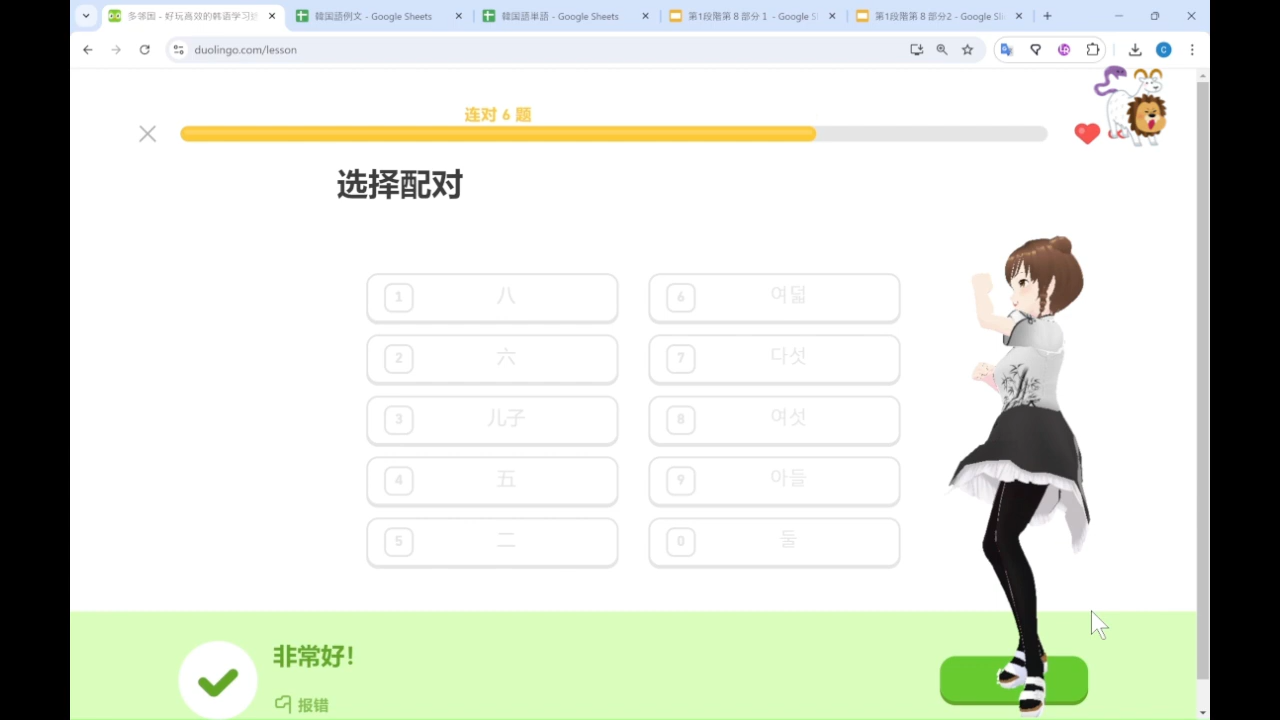 多邻国 - 好玩高效的韩语学习
韓国語例文 - Google Sheets
韓国語単語 - Google Sheets
第1段階第８部分１ - Google
第1段階第８部分2 - Google Sli
duolingo.com/lesson
C
连对 6 题
选择配对
1 八
6 여덟
2 六
7 다섯
3 儿子
8 여섯
4 五
9 아들
5 二
0 둘
非常好！
报错